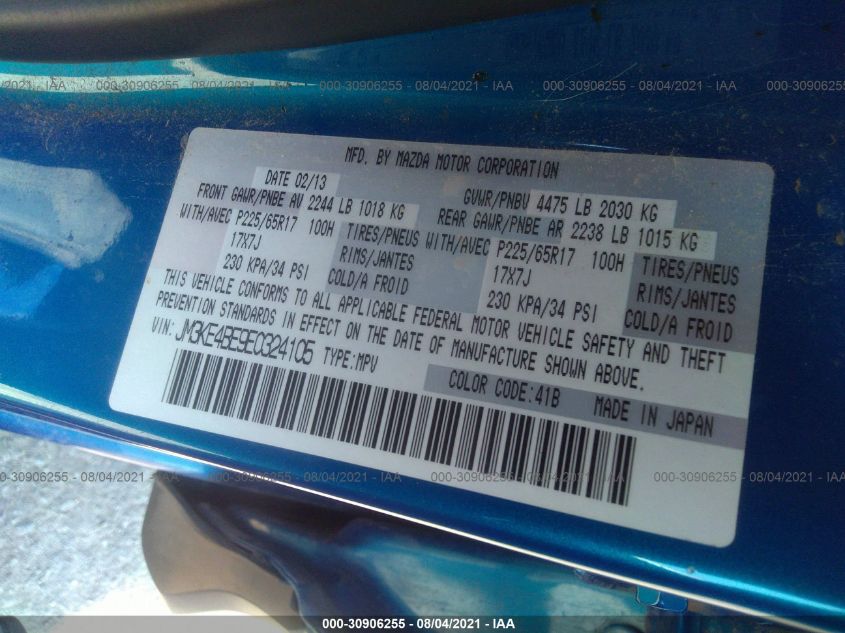 000-30906255 - 08/04/2021 - IAA
MFD. BY MAZDA MOTOR CORPORATION
DATE 02/13
GVWR/PNBV 4475 LB 2030 KG
FRONT GAWR/PNBE AV 2244 LB 1018 KG
REAR GAWR/PNBE AR 2238 LB 1015 KG
WITH/AVEC P225/65R17 100H TIRES/PNEUS
WITH/AVEC P225/65R17 100H TIRES/PNEUS
17X7J RIMS/JANTES
17X7J RIMS/JANTES
230 KPA/34 PSI COLD/A FROID
230 KPA/34 PSI COLD/A FROID
THIS VEHICLE CONFORMS TO ALL APPLICABLE FEDERAL MOTOR VEHICLE SAFETY AND THEFT
PREVENTION STANDARDS IN EFFECT ON THE DATE OF MANUFACTURE SHOWN ABOVE.
VIN: JM3KE4BE9E0324105 TYPE:MPV
COLOR CODE:41B MADE IN JAPAN
000-30906255 - 08/04/2021 - IAA
000-30906255 - 08/04/2021 - IAA